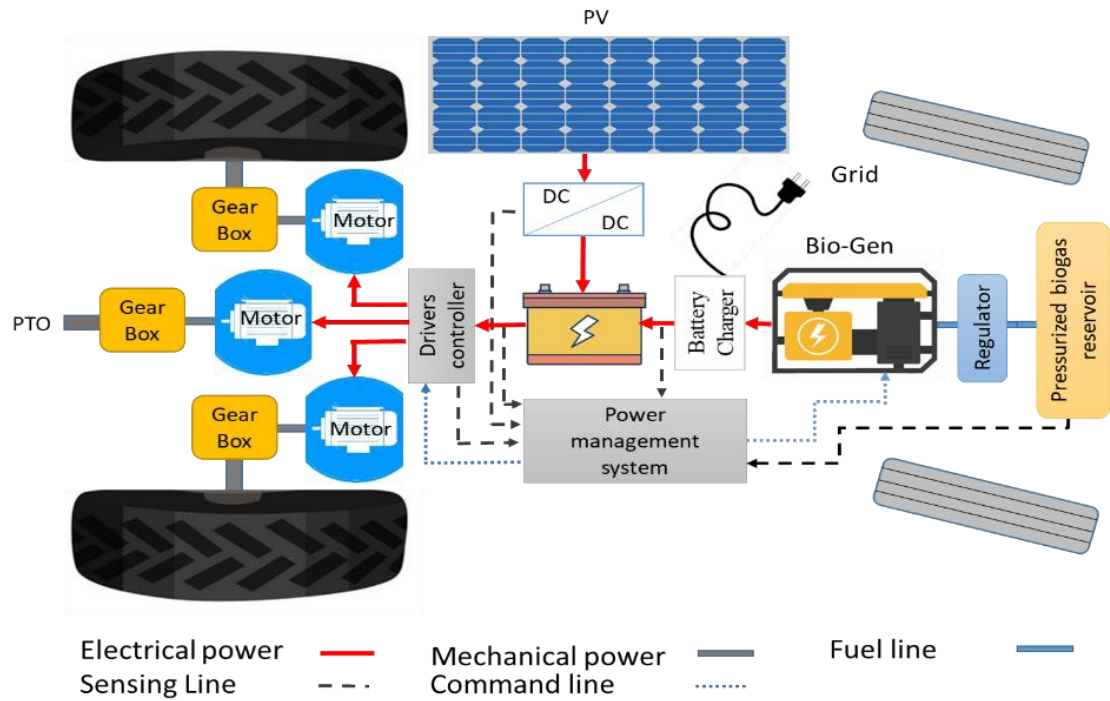 PV
Gear
Box
Motor
DC
DC
Grid
Bio-Gen
PTO
Gear
Box
Motor
Drivers
controller
Battery
Charger
Regulator
Pressurized biogas
reservoir
Gear
Box
Motor
Power
management
system
Electrical power
Mechanical power
Fuel line
Sensing Line
Command line